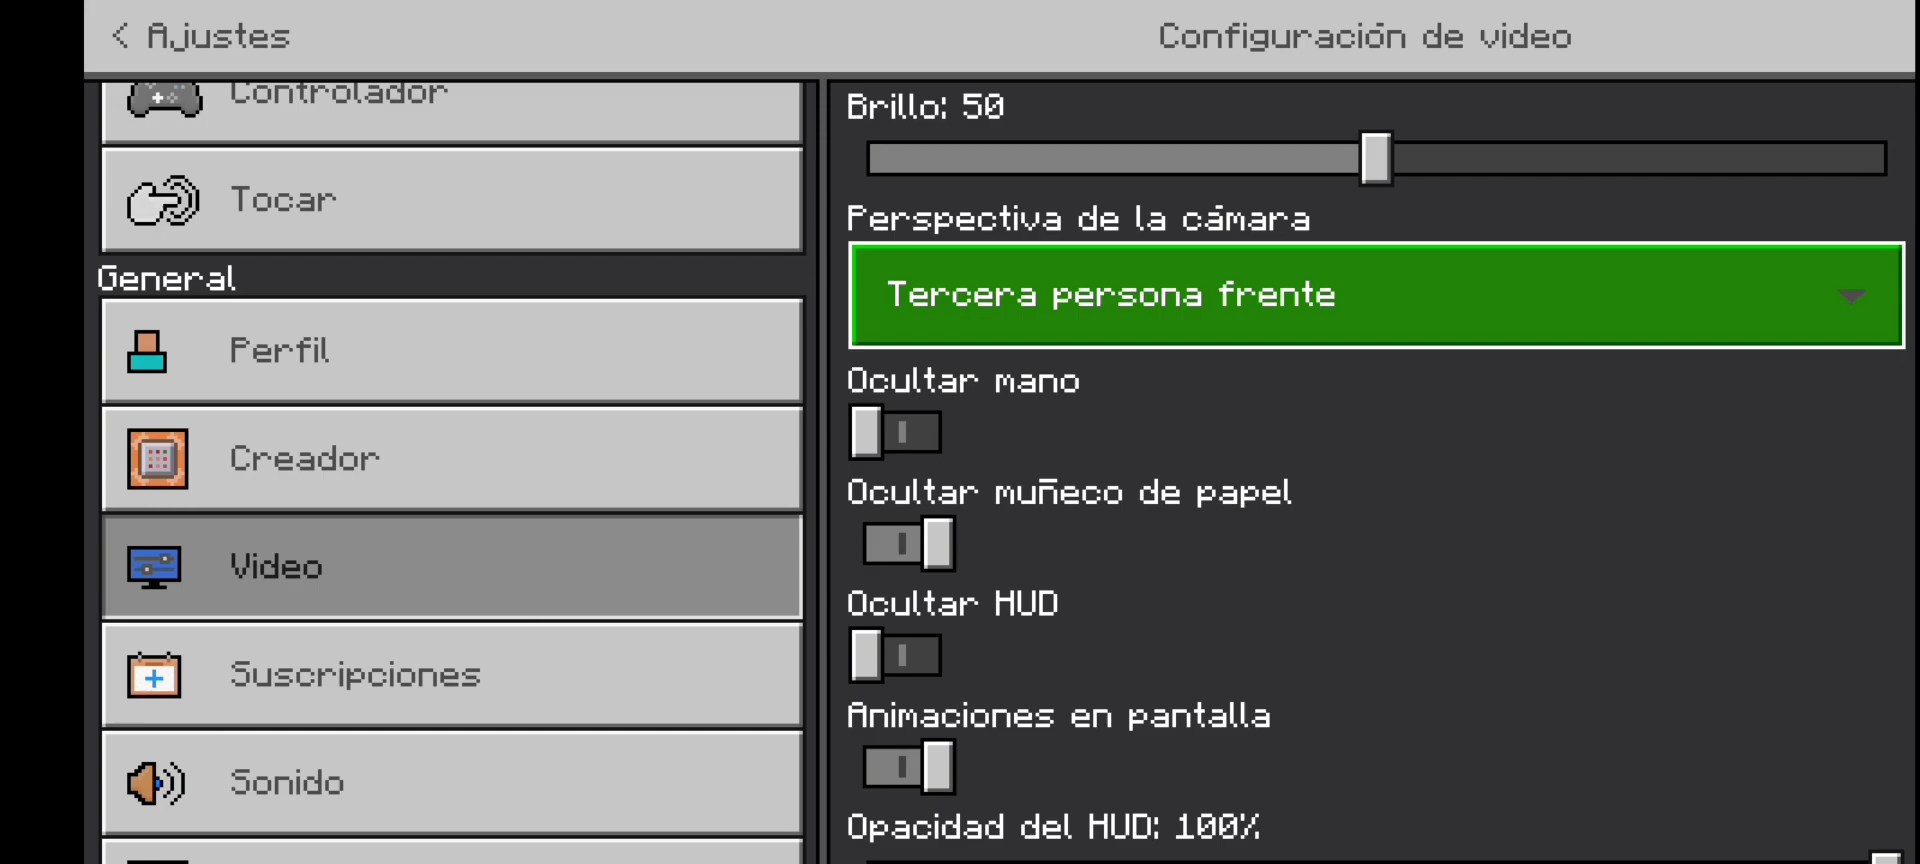 < Ajustes
Configuración de video
Controlador
Tocar
General
Perfil
Creador
Video
Suscripciones
Sonido
Brillo: 50
Perspectiva de la cámara
Tercera persona frente
Ocultar mano
Ocultar muñeco de papel
Ocultar HUD
Animaciones en pantalla
Opacidad del HUD: 100%